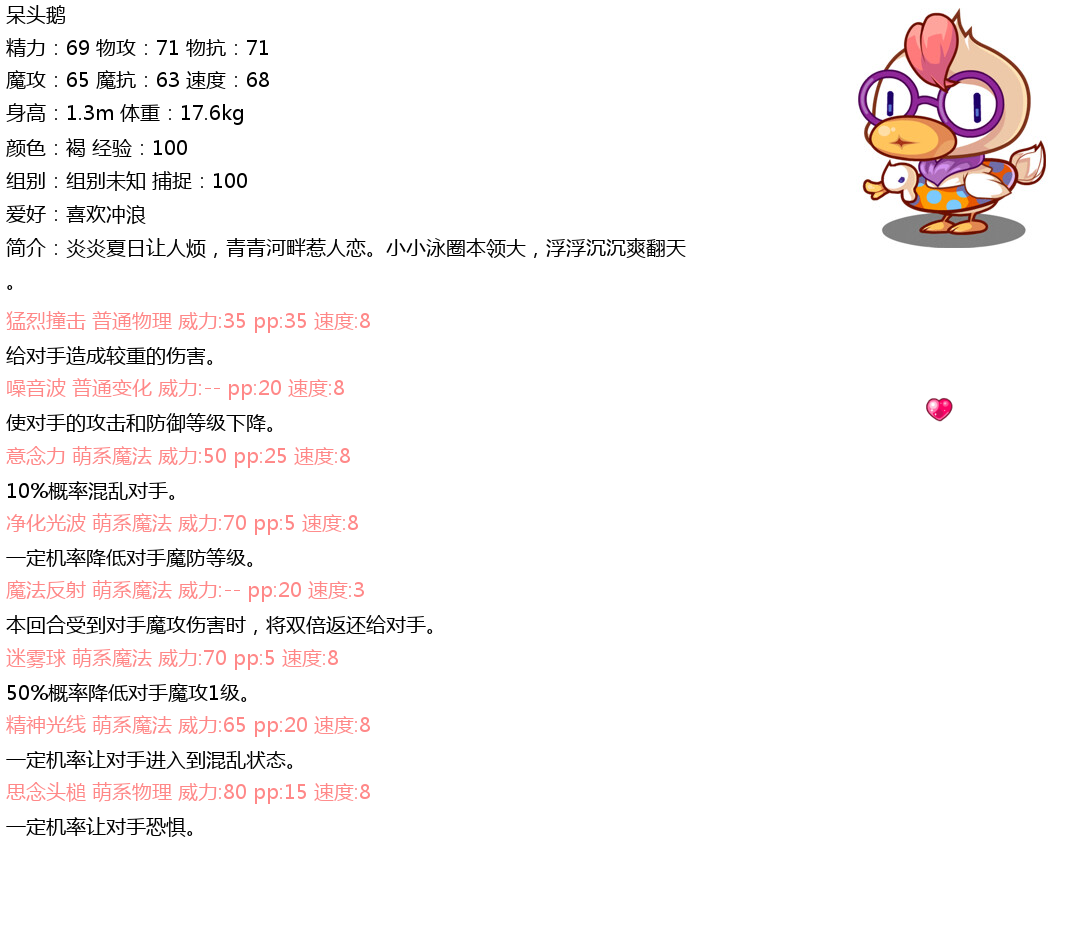 呆头鹅
精力：69 物攻：71 物抗：71
魔攻：65 魔抗：63 速度：68
身高：1.3m 体重：17.6kg
颜色：褐 经验：100
组别：组别未知 捕捉：100
爱好：喜欢冲浪
简介：炎炎夏日让人烦，青青河畔惹人恋。小小泳圈本领大，浮浮沉沉爽翻天
。
猛烈撞击 普通物理 威力:35 pp:35 速度:8
给对手造成较重的伤害。
噪音波 普通变化 威力:-- pp:20 速度:8
使对手的攻击和防御等级下降。
意念力 萌系魔法 威力:50 pp:25 速度:8
10%概率混乱对手。
净化光波 萌系魔法 威力:70 pp:5 速度:8
一定机率降低对手魔防等级。
魔法反射 萌系魔法 威力:-- pp:20 速度:3
本回合受到对手魔攻伤害时，将双倍返还给对手。
迷雾球 萌系魔法 威力:70 pp:5 速度:8
50%概率降低对手魔攻1级。
精神光线 萌系魔法 威力:65 pp:20 速度:8
一定机率让对手进入到混乱状态。
思念头槌 萌系物理 威力:80 pp:15 速度:8
一定机率让对手恐惧。